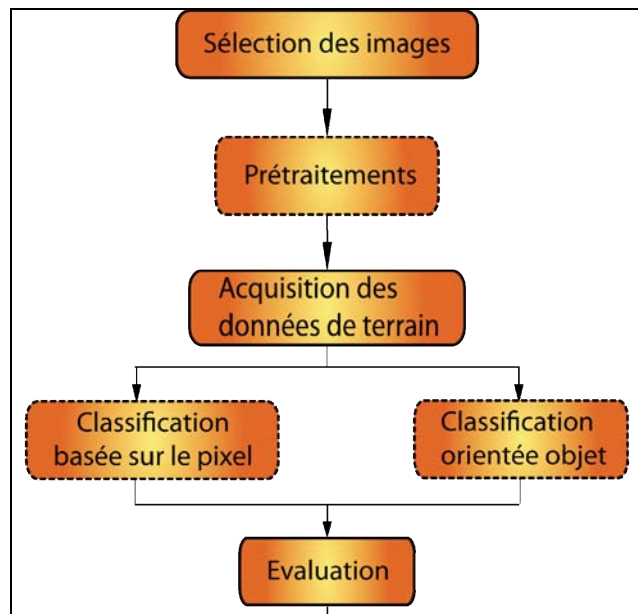 Sélection des images
Prétraitements
Acquisition des
données de terrain
Classification
basée sur le pixel
Classification
orientée objet
Evaluation